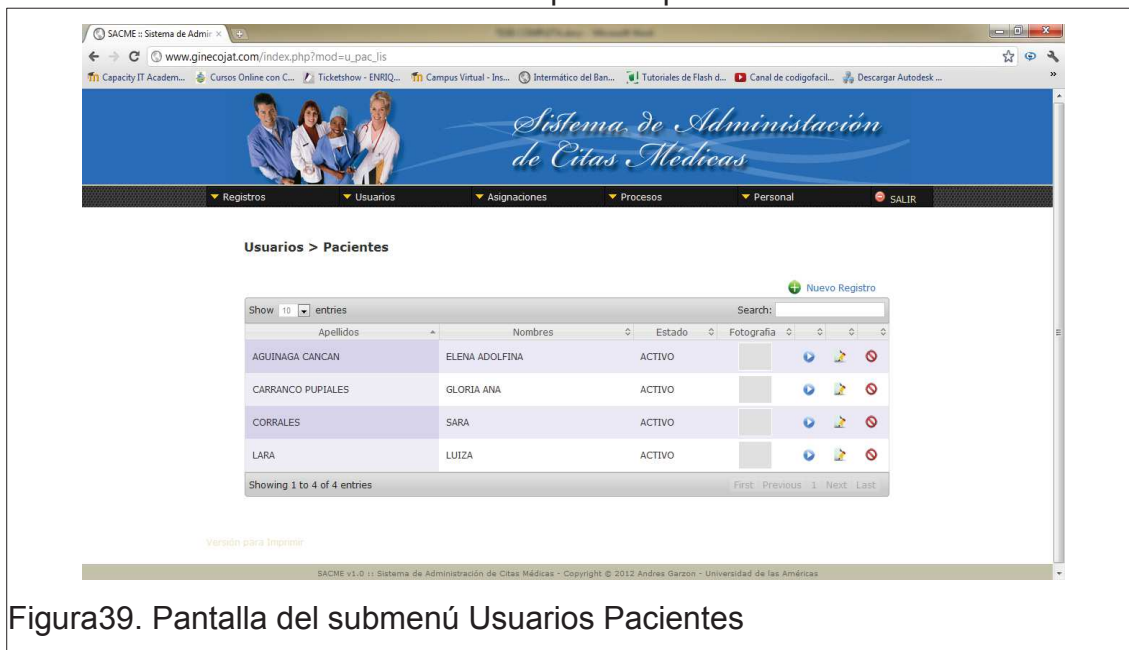 SACME :: Sistema de Admir
www.ginecojat.com/index.php?mod=u_pac_lis
Capacity IT Academ... Cursos Online con C... Ticketshow - ENRIQ... Campus Virtual - Ins... Intermático del Ban... Tutoriales de Flash d... Canal de codigofacil... Descargar Autodesk ... »
Sistema de Administación
de Citas Médicas
Registros Usuarios Asignaciones Procesos Personal SALIR
Usuarios > Pacientes
Nuevo Registro
Show 10 entries Search:
Apellidos Nombres Estado Fotografia
AGUINAGA CANCAN ELENA ADOLFINA ACTIVO
CARRANCO PUPIALES GLORIA ANA ACTIVO
CORRALES SARA ACTIVO
LARA LUIZA ACTIVO
Showing 1 to 4 of 4 entries First Previous 1 Next Last
Versión para Imprimir
SACME v1.0 :: Sistema de Administración de Citas Médicas - Copyright © 2012 Andres Garzon - Universidad de las Américas
Figura39. Pantalla del submenú Usuarios Pacientes